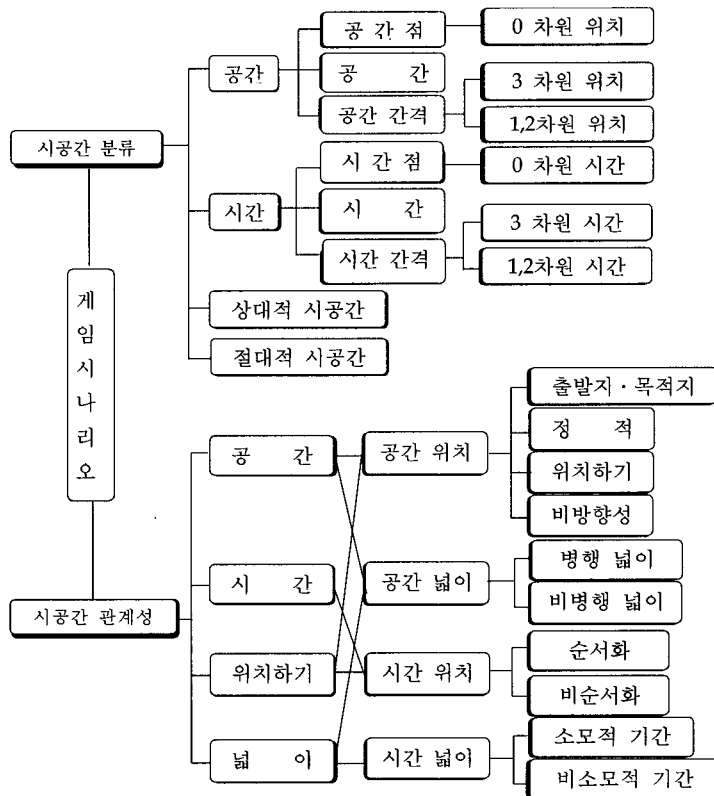 공 간 점
0 차원 위치
공간
공 간
3 차원 위치
공간 간격
1,2차원 위치
시공간 분류
시 간 점
0 차원 시간
시간
시 간
3 차원 시간
시간 간격
1,2차원 시간
게
임
시
나
리
오
상대적 시공간
절대적 시공간
출발지 · 목적지
공 간
공간 위치
정 적
위치하기
비방향성
시 간
공간 넓이
병행 넓이
비병행 넓이
시공간 관계성
위치하기
시간 위치
순서화
비순서화
넓 이
시간 넓이
소모적 기간
비소모적 기간